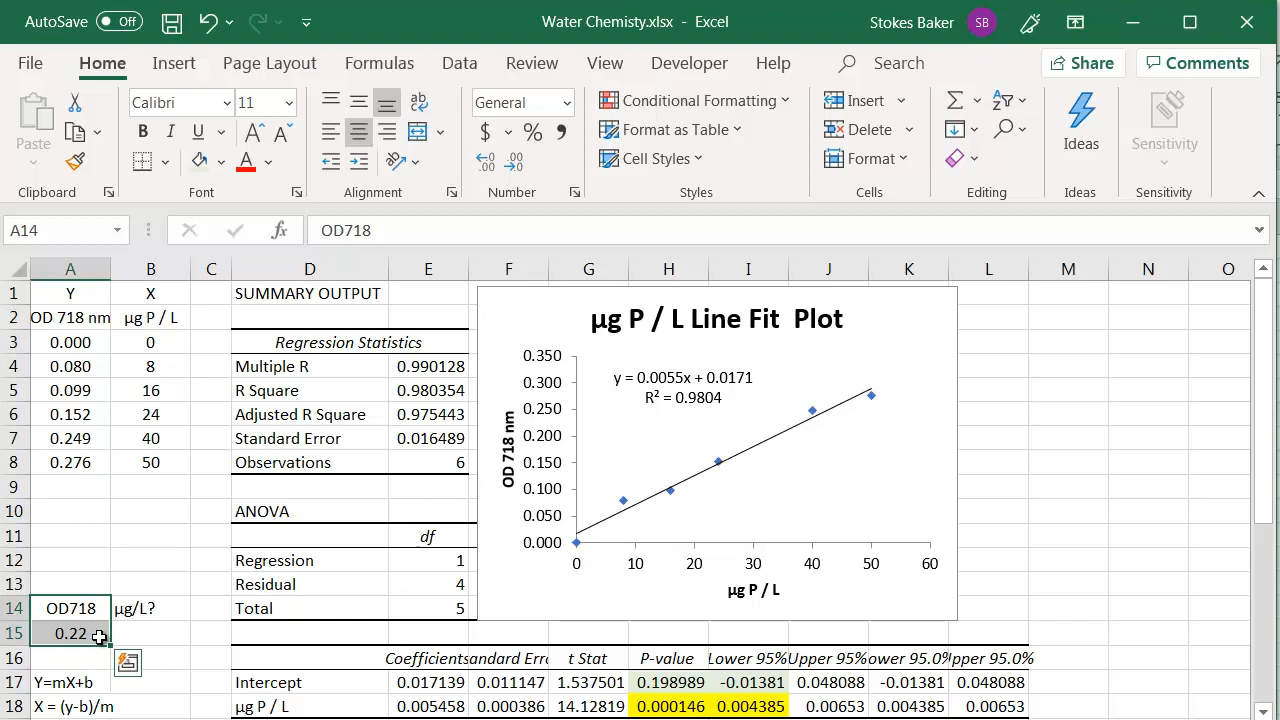 AutoSave Off Water Chemisty.xlsx - Excel Stokes Baker SB
File Home Insert Page Layout Formulas Data Review View Developer Help Search Share Comments
Paste
Clipboard
Calibri 11
B I U A A
A
Font
ab
Alignment
General
$ % ,
Number
Conditional Formatting
Format as Table
Cell Styles
Styles
Insert
Delete
Format
Cells
Editing
Ideas
Ideas
Sensitivity
Sensitivity
A14 fx OD718
A B C D E F G H I J K L M N O
1 Y X SUMMARY OUTPUT
2 OD 718 nm µg P / L
3 0.000 0 Regression Statistics
4 0.080 8 Multiple R 0.990128
5 0.099 16 R Square 0.980354
6 0.152 24 Adjusted R Square 0.975443
7 0.249 40 Standard Error 0.016489
8 0.276 50 Observations 6
9
10 ANOVA
11 df
12 Regression 1
13 Residual 4
14 OD718 µg/L? Total 5
15 0.22
16 Coefficients andard Erro t Stat P-value Lower 95% Upper 95% ower 95.0% Upper 95.0%
17 Y=mX+b Intercept 0.017139 0.011147 1.537501 0.198989 -0.01381 0.048088 -0.01381 0.048088
18 X = (y-b)/m µg P / L 0.005458 0.000386 14.12819 0.000146 0.004385 0.00653 0.004385 0.00653
µg P / L Line Fit Plot
y = 0.0055x + 0.0171
R² = 0.9804
OD 718 nm
0.350
0.300
0.250
0.200
0.150
0.100
0.050
0.000
0 10 20 30 40 50 60
µg P / L